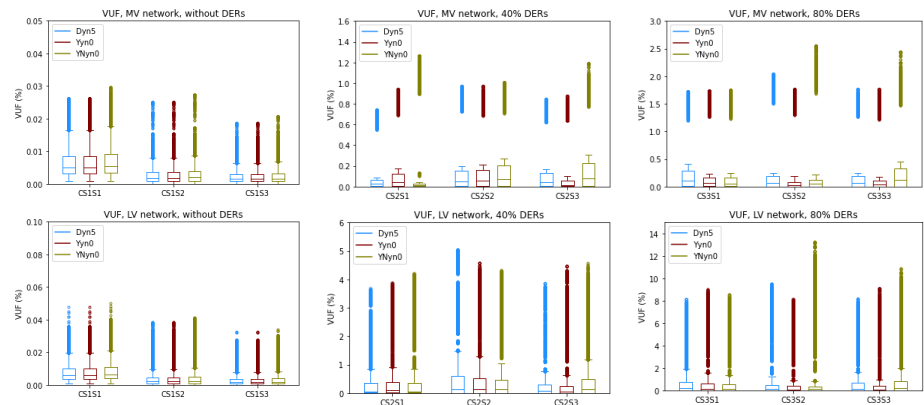 VUF, MV network, without DERs
VUF (%)
0.05
0.04
0.03
0.02
0.01
0.00
Dyn5
Yyn0
YNyn0
CS1S1
CS1S2
CS1S3
VUF, MV network, 40% DERs
VUF (%)
1.6
1.4
1.2
1.0
0.8
0.6
0.4
0.2
0.0
Dyn5
Yyn0
YNyn0
CS2S1
CS2S2
CS2S3
VUF, MV network, 80% DERs
VUF (%)
3.0
2.5
2.0
1.5
1.0
0.5
0.0
Dyn5
Yyn0
YNyn0
CS3S1
CS3S2
CS3S3
VUF, LV network, without DERs
VUF (%)
0.10
0.08
0.06
0.04
0.02
0.00
Dyn5
Yyn0
YNyn0
CS1S1
CS1S2
CS1S3
VUF, LV network, 40% DERs
VUF (%)
6
5
4
3
2
1
0
Dyn5
Yyn0
YNyn0
CS2S1
CS2S2
CS2S3
VUF, LV network, 80% DERs
VUF (%)
14
12
10
8
6
4
2
0
Dyn5
Yyn0
YNyn0
CS3S1
CS3S2
CS3S3